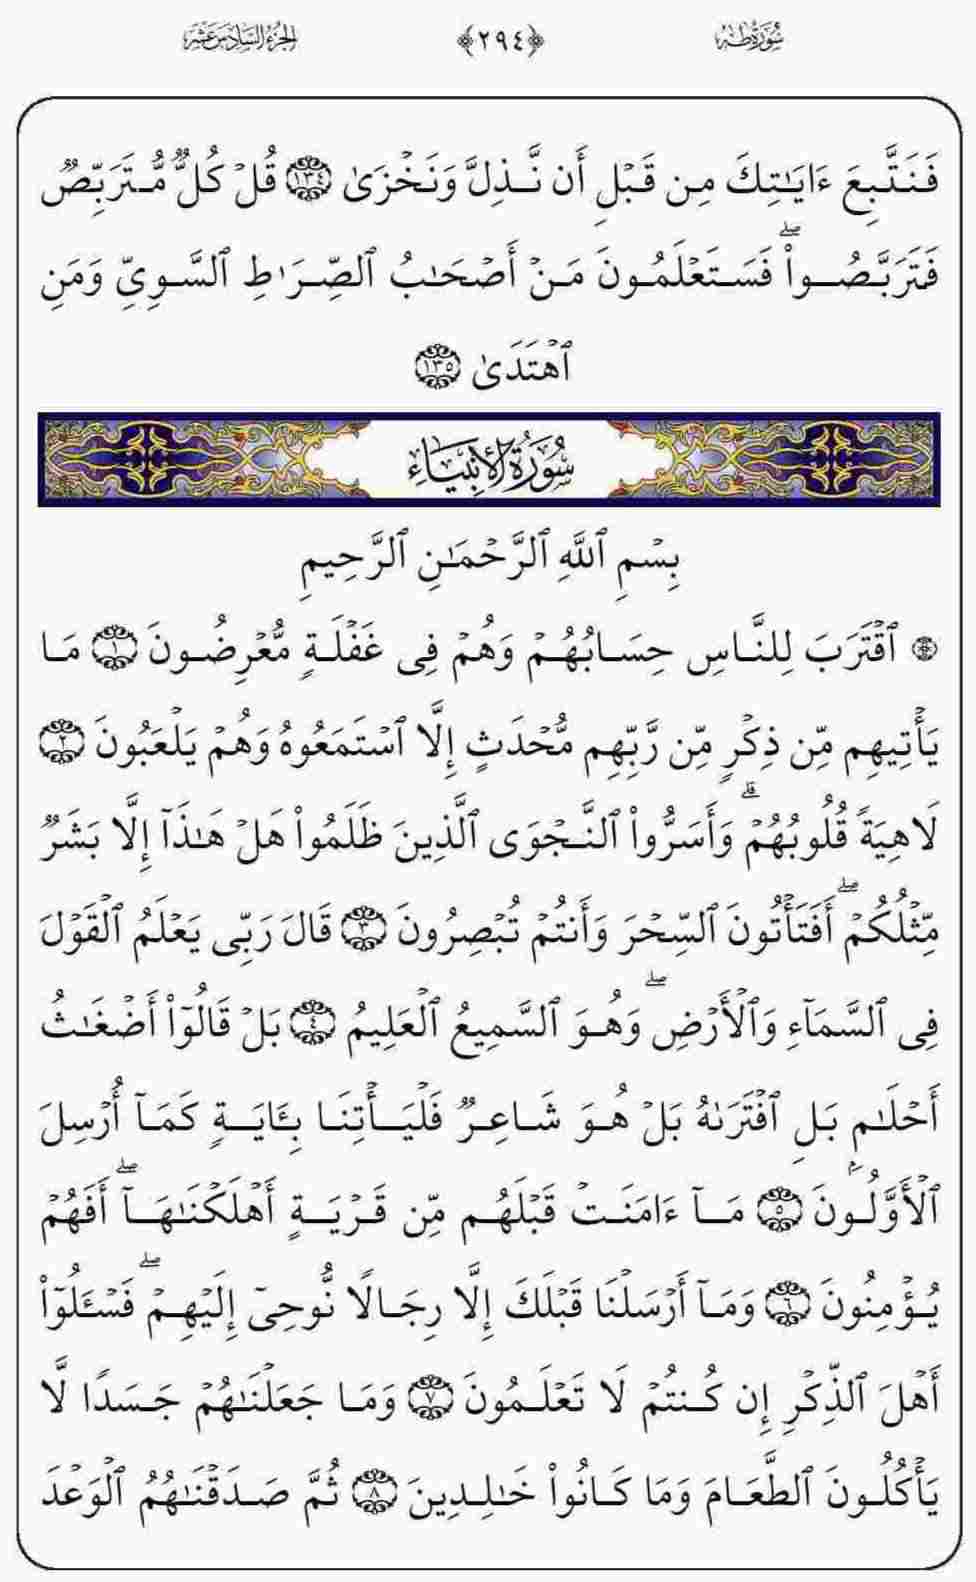 سُورَةُ طه ﴿٢٩٤﴾ الجُزْءُ السَّادِسَ عَشَرَ
فَنَتَّبِعَ ءَايَٰتِكَ مِن قَبۡلِ أَن نَّذِلَّ وَنَخۡزَىٰ ١٣٤ قُلۡ كُلّٞ مُّتَرَبِّصٞ
فَتَرَبَّصُواْۖ فَسَتَعۡلَمُونَ مَنۡ أَصۡحَٰبُ ٱلصِّرَٰطِ ٱلسَّوِيِّ وَمَنِ
ٱهۡتَدَىٰ ١٣٥
سُورَةُ الأَنبِيَاءِ
بِسۡمِ ٱللَّهِ ٱلرَّحۡمَٰنِ ٱلرَّحِيمِ
۞ ٱقۡتَرَبَ لِلنَّاسِ حِسَابُهُمۡ وَهُمۡ فِي غَفۡلَةٖ مُّعۡرِضُونَ ١ مَا
يَأۡتِيهِم مِّن ذِكۡرٖ مِّن رَّبِّهِم مُّحۡدَثٍ إِلَّا ٱسۡتَمَعُوهُ وَهُمۡ يَلۡعَبُونَ ٢
لَاهِيَةٗ قُلُوبُهُمۡۗ وَأَسَرُّواْ ٱلنَّجۡوَى ٱلَّذِينَ ظَلَمُواْ هَلۡ هَٰذَآ إِلَّا بَشَرٞ
مِّثۡلُكُمۡۖ أَفَتَأۡتُونَ ٱلسِّحۡرَ وَأَنتُمۡ تُبۡصِرُونَ ٣ قَالَ رَبِّي يَعۡلَمُ ٱلۡقَوۡلَ
فِي ٱلسَّمَآءِ وَٱلۡأَرۡضِۖ وَهُوَ ٱلسَّمِيعُ ٱلۡعَلِيمُ ٤ بَلۡ قَالُوٓاْ أَضۡغَٰثُ
أَحۡلَٰمِۭ بَلِ ٱفۡتَرَىٰهُ بَلۡ هُوَ شَاعِرٞ فَلۡيَأۡتِنَا بِـَٔايَةٖ كَمَآ أُرۡسِلَ
ٱلۡأَوَّلُونَ ٥ مَآ ءَامَنَتۡ قَبۡلَهُم مِّن قَرۡيَةٍ أَهۡلَكۡنَٰهَآۖ أَفَهُمۡ
يُؤۡمِنُونَ ٦ وَمَآ أَرۡسَلۡنَا قَبۡلَكَ إِلَّا رِجَالٗا نُّوحِيٓ إِلَيۡهِمۡۖ فَسۡـَٔلُوٓاْ
أَهۡلَ ٱلذِّكۡرِ إِن كُنتُمۡ لَا تَعۡلَمُونَ ٧ وَمَا جَعَلۡنَٰهُمۡ جَسَدٗا لَّا
يَأۡكُلُونَ ٱلطَّعَامَ وَمَا كَانُواْ خَٰلِدِينَ ٨ ثُمَّ صَدَقۡنَٰهُمُ ٱلۡوَعۡدَ